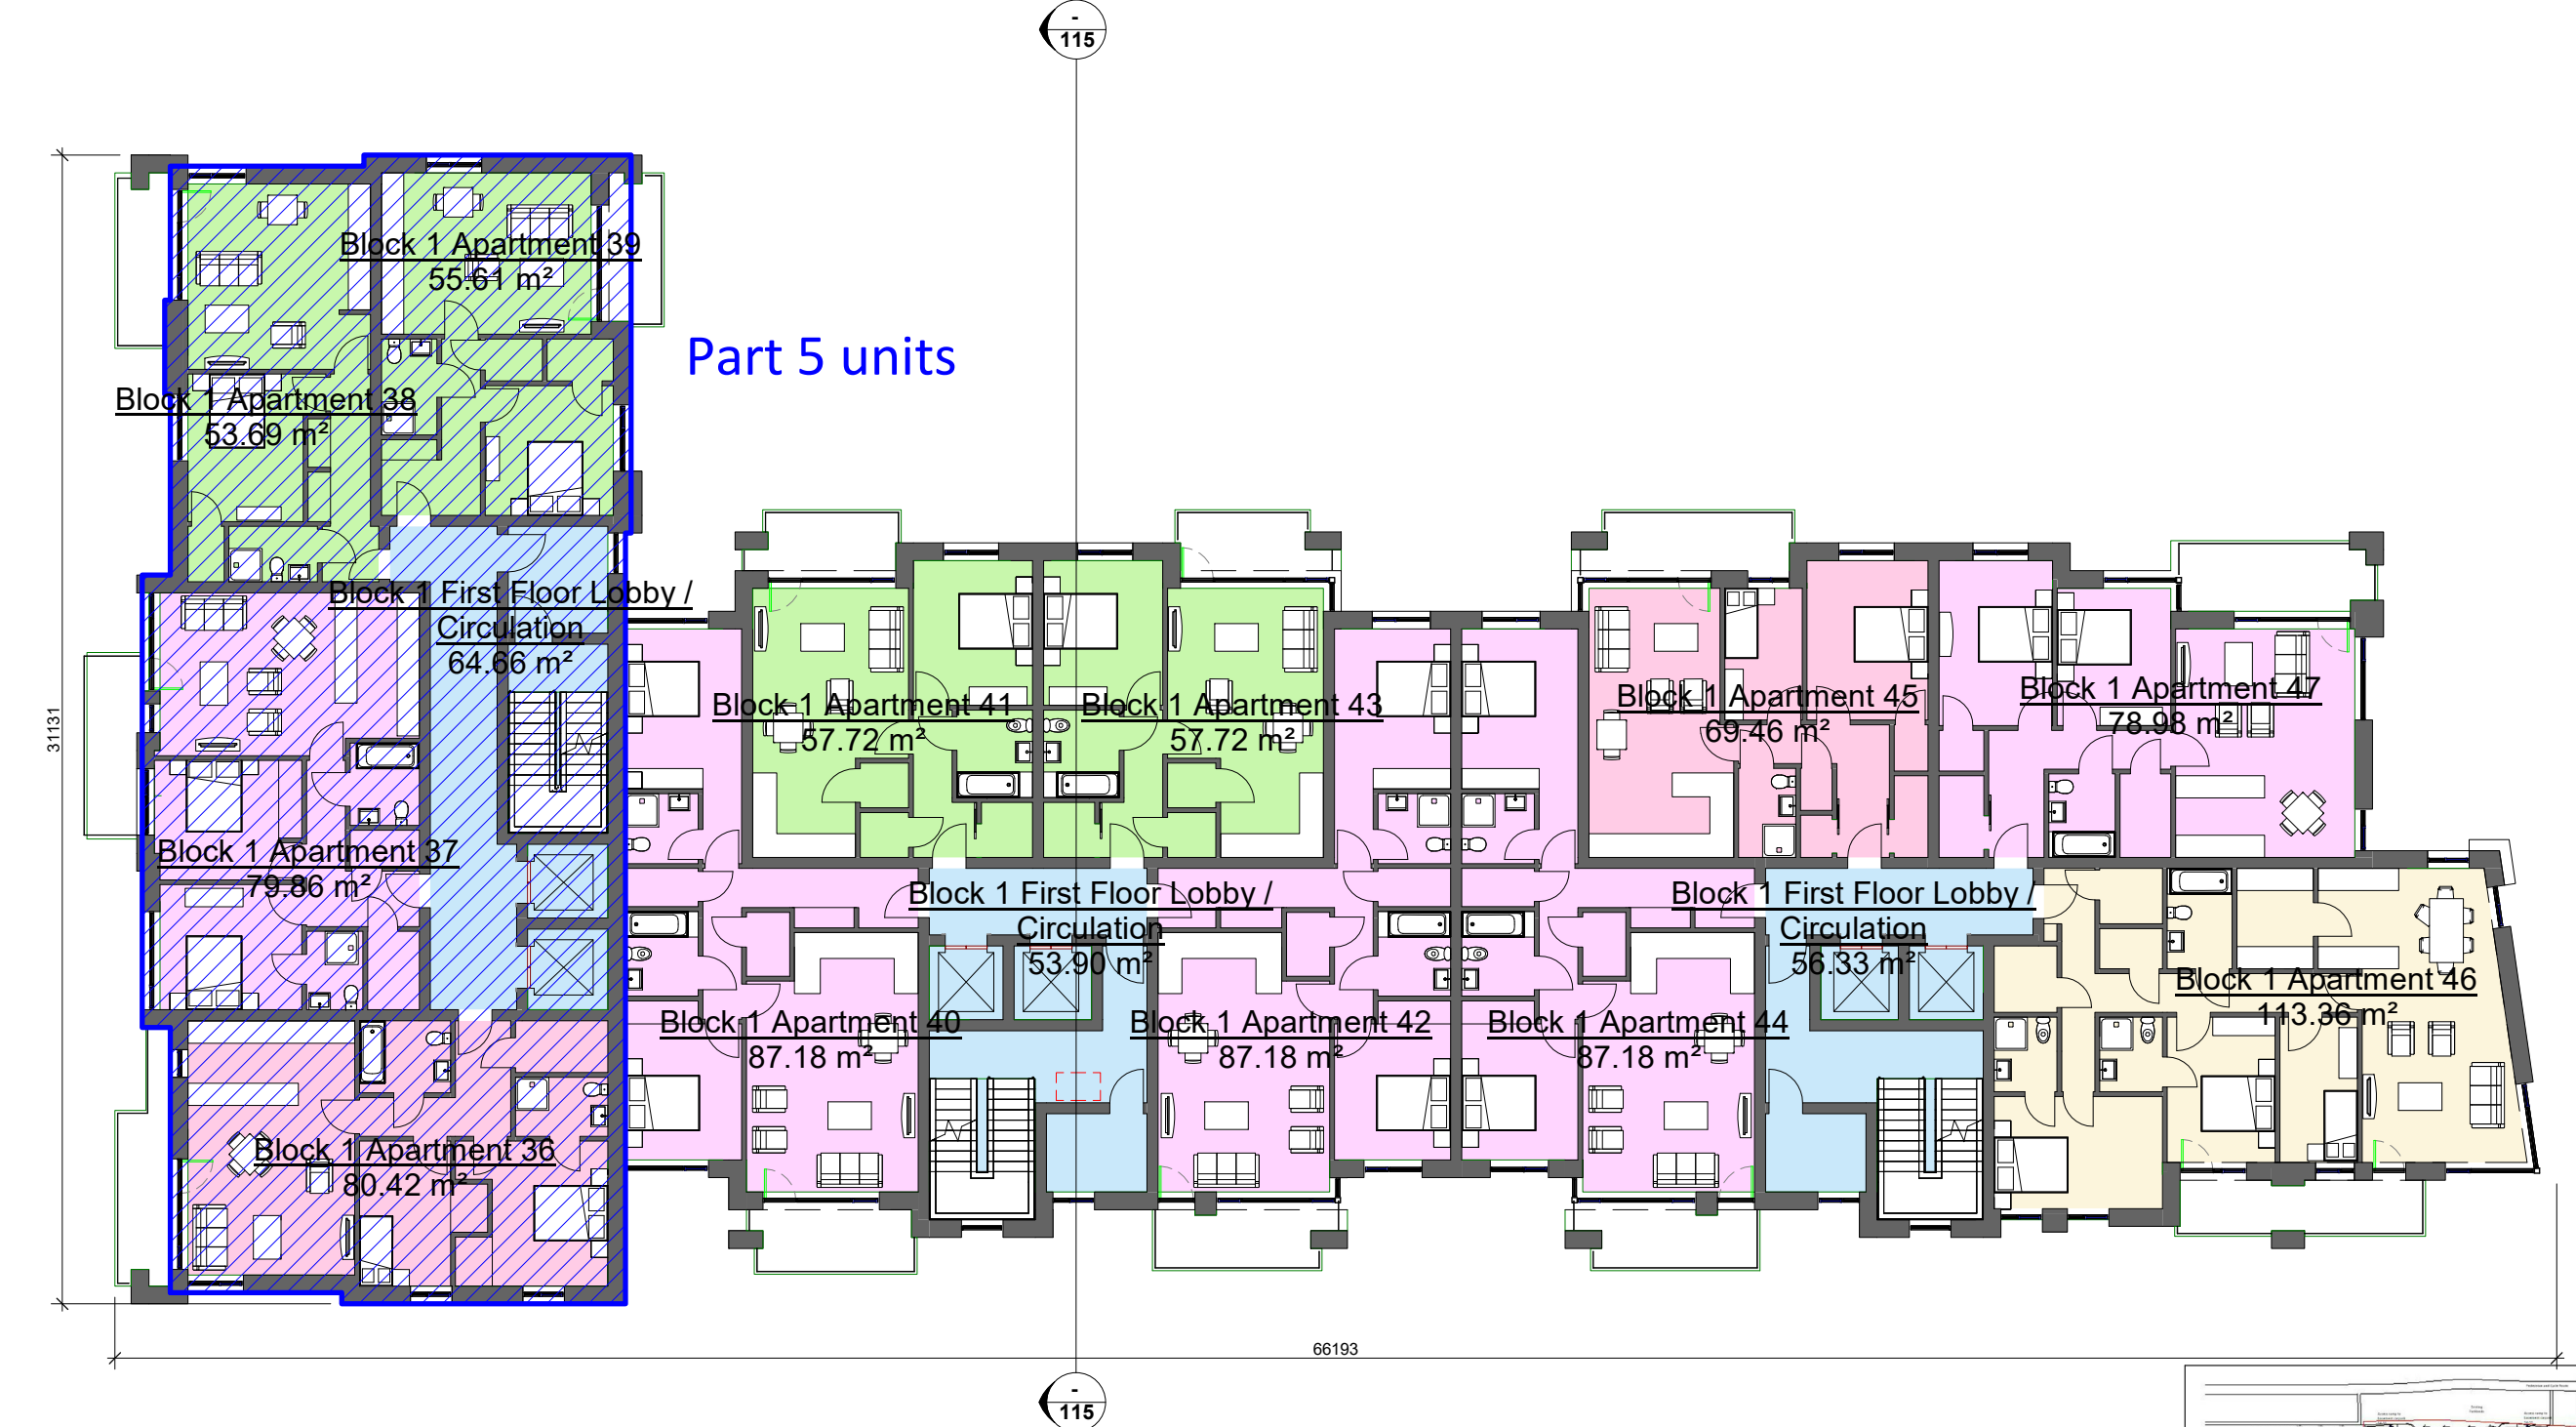 -
115
Block 1 Apartment 39
55.61 m²
Part 5 units
Block 1 Apartment 38
53.69 m²
Block 1 First Floor Lobby /
Circulation
64.66 m²
31131
Block 1 Apartment 41
57.72 m²
Block 1 Apartment 43
57.72 m²
Block 1 Apartment 45
69.46 m²
Block 1 Apartment 47
78.98 m²
Block 1 Apartment 37
79.86 m²
Block 1 First Floor Lobby /
Circulation
53.90 m²
Block 1 First Floor Lobby /
Circulation
56.33 m²
Block 1 Apartment 46
113.36 m²
Block 1 Apartment 40
87.18 m²
Block 1 Apartment 42
87.18 m²
Block 1 Apartment 44
87.18 m²
Block 1 Apartment 36
80.42 m²
66193
-
115